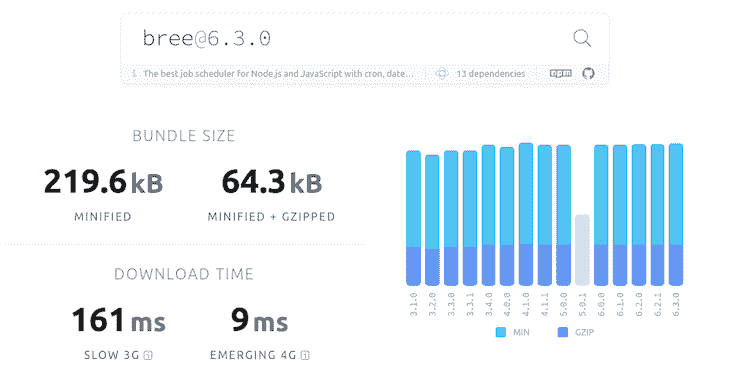 bree@6.3.0
The best job scheduler for Node.js and JavaScript with cron, date…
13 dependencies
npm
BUNDLE SIZE
219.6 kB
64.3 kB
MINIFIED
MINIFIED + GZIPPED
DOWNLOAD TIME
161 ms
9 ms
SLOW 3G
EMERGING 4G
3.1.0
3.2.0
3.3.0
3.3.1
3.4.0
4.0.0
4.1.0
4.1.1
5.0.0
5.0.1
6.0.0
6.1.0
6.2.0
6.2.1
6.3.0
MIN
GZIP